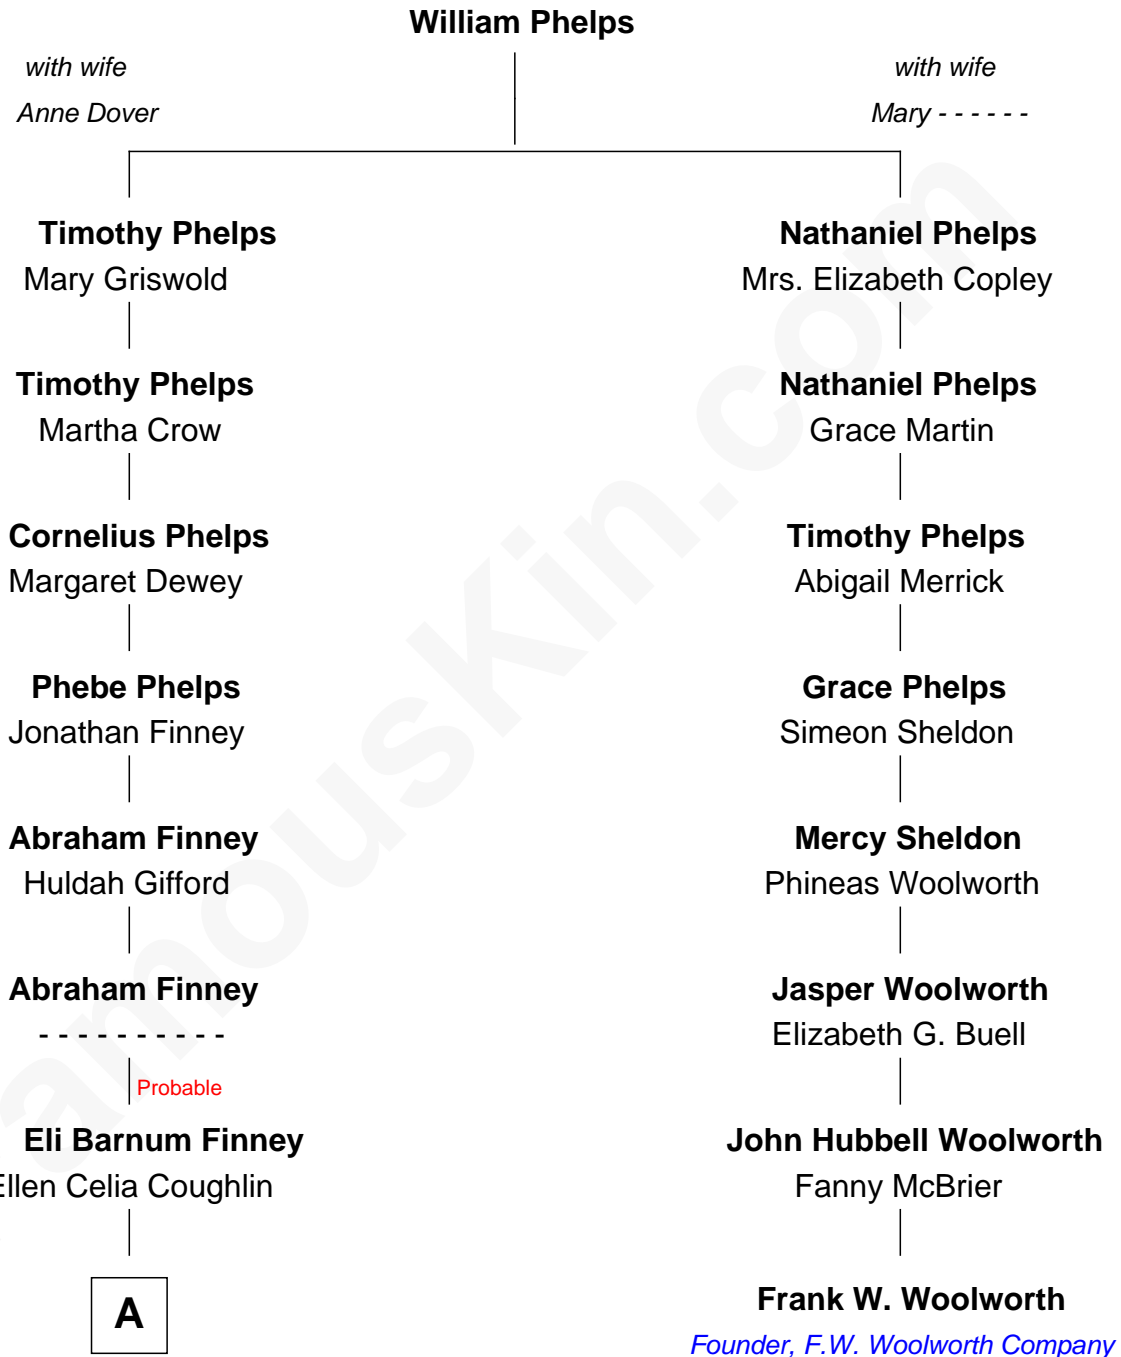 William Phelps
with wife
with wife
Anne Dover
Mary - - - - - -
Timothy Phelps
Nathaniel Phelps
Mary Griswold
Mrs. Elizabeth Copley
Timothy Phelps
Nathaniel Phelps
Martha Crow
Grace Martin
Cornelius Phelps
Timothy Phelps
Margaret Dewey
Abigail Merrick
Phebe Phelps
Grace Phelps
Jonathan Finney
Simeon Sheldon
Abraham Finney
Mercy Sheldon
Huldah Gifford
Phineas Woolworth
Abraham Finney
Jasper Woolworth
- - - - - - - - - -
Elizabeth G. Buell
Probable
Eli Barnum Finney
John Hubbell Woolworth
Ellen Celia Coughlin
Fanny McBrier
A
Frank W. Woolworth
Founder, F.W. Woolworth Company
amousKin.com